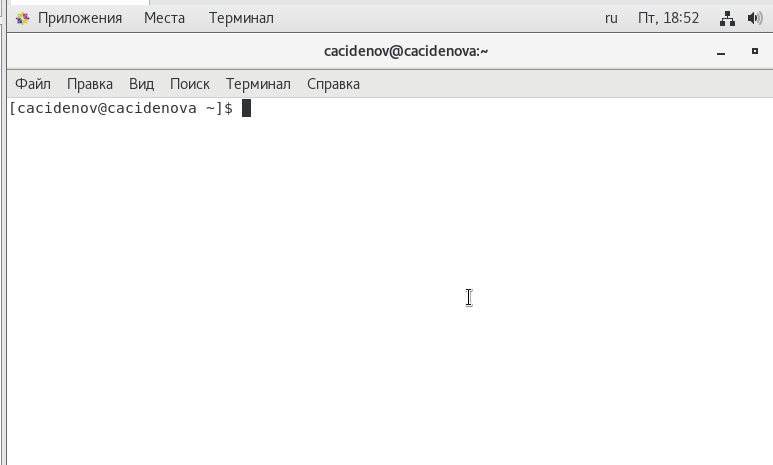 Приложения Места Терминал ru Пт, 18:52
cacidenov@cacidenova:~
Файл Правка Вид Поиск Терминал Справка
[cacidenov@cacidenova ~]$